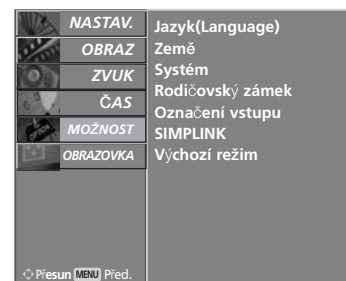 NASTAV.
OBRAZ
ZVUK
ČAS
MOŽNOST
OBRAZOVKA
Jazyk(Language)
Země
Systém
Rodičovský zámek
Označení vstupu
SIMPLINK
Výchozí režim
Přesun MENU Před.